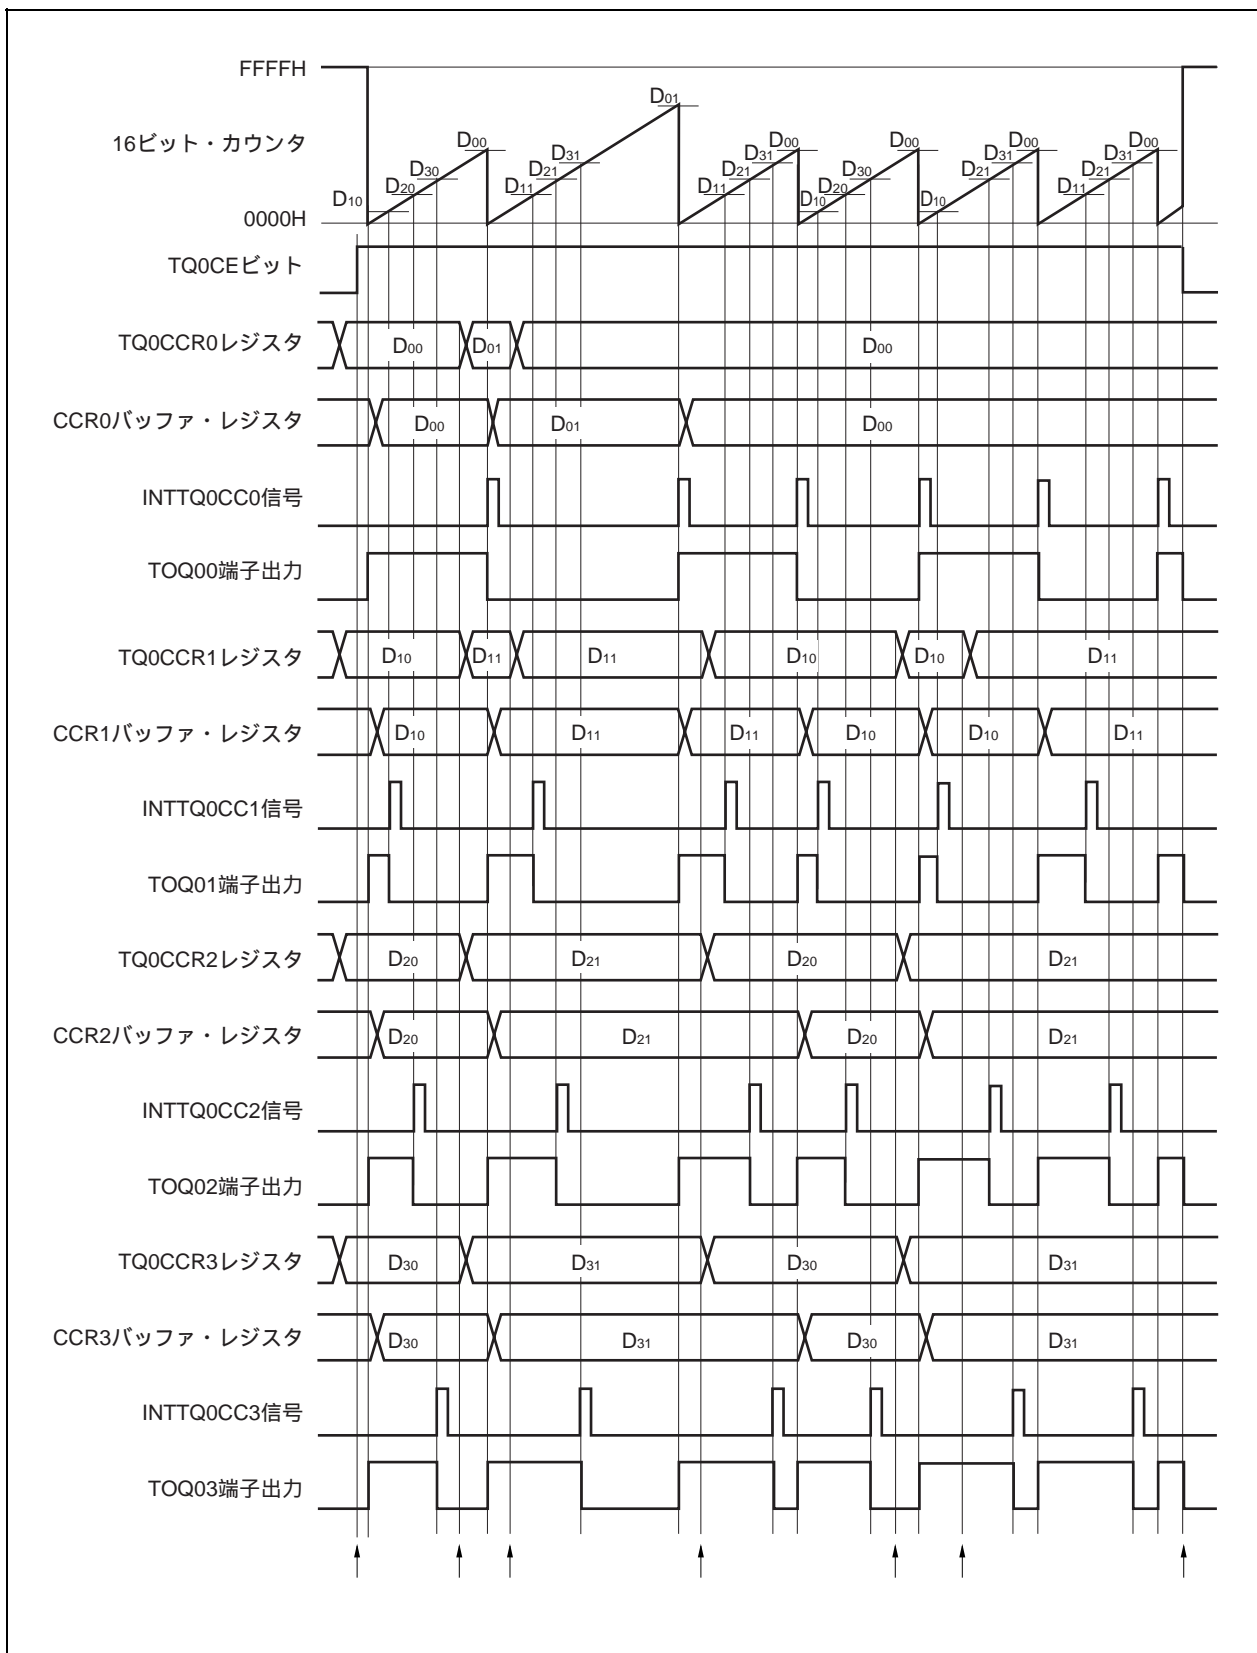 FFFFH
16ビット・カウンタ
0000H
D10 D20 D30 D00 D11 D21 D31 D01 D11 D21 D31 D00 D10 D20 D30 D00 D10 D21 D31 D00 D11 D21 D31 D00
TQ0CEビット
TQ0CCR0レジスタ D00 D01 D00
CCR0バッファ・レジスタ D00 D01 D00
INTTQ0CC0信号
TOQ00端子出力
TQ0CCR1レジスタ D10 D11 D11 D10 D10 D11
CCR1バッファ・レジスタ D10 D11 D11 D10 D10 D11
INTTQ0CC1信号
TOQ01端子出力
TQ0CCR2レジスタ D20 D21 D20 D21
CCR2バッファ・レジスタ D20 D21 D20 D21
INTTQ0CC2信号
TOQ02端子出力
TQ0CCR3レジスタ D30 D31 D30 D31
CCR3バッファ・レジスタ D30 D31 D30 D31
INTTQ0CC3信号
TOQ03端子出力